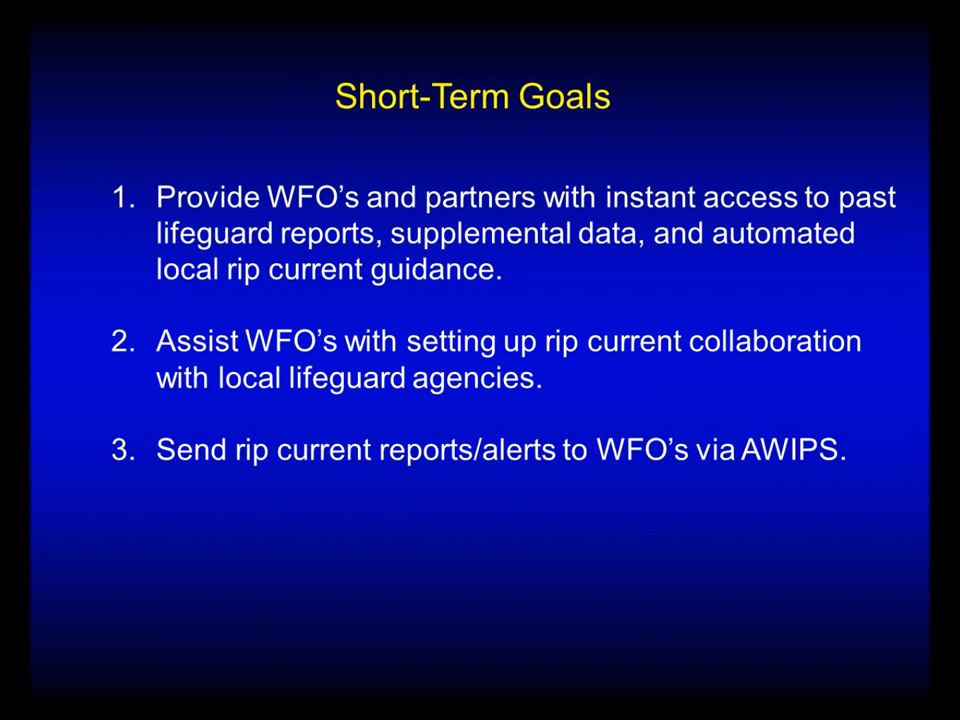 Short-Term Goals
1. Provide WFO’s and partners with instant access to past
lifeguard reports, supplemental data, and automated
local rip current guidance.
2. Assist WFO’s with setting up rip current collaboration
with local lifeguard agencies.
3. Send rip current reports/alerts to WFO’s via AWIPS.